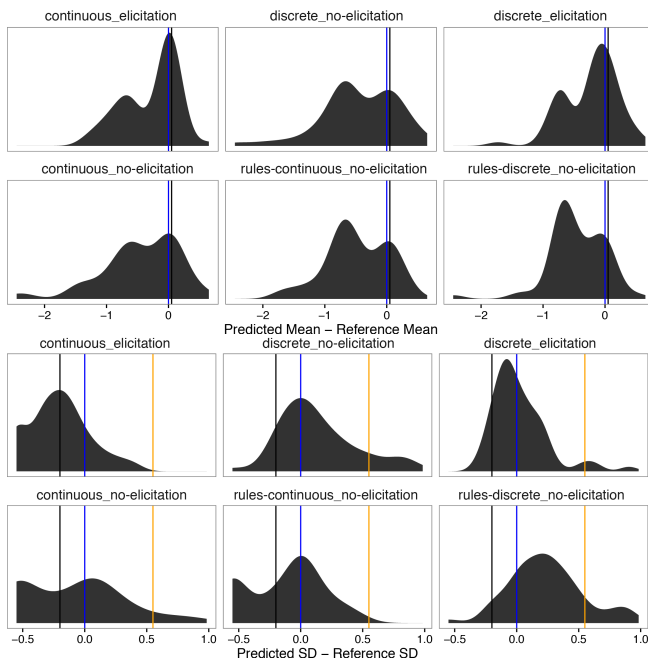 continuous_elicitation discrete_no-elicitation discrete_elicitation
continuous_no-elicitation rules-continuous_no-elicitation rules-discrete_no-elicitation
−2 −1 0 −2 −1 0 −2 −1 0
Predicted Mean − Reference Mean
continuous_elicitation discrete_no-elicitation discrete_elicitation
continuous_no-elicitation rules-continuous_no-elicitation rules-discrete_no-elicitation
−0.5 0.0 0.5 1.0 −0.5 0.0 0.5 1.0 −0.5 0.0 0.5 1.0
Predicted SD − Reference SD